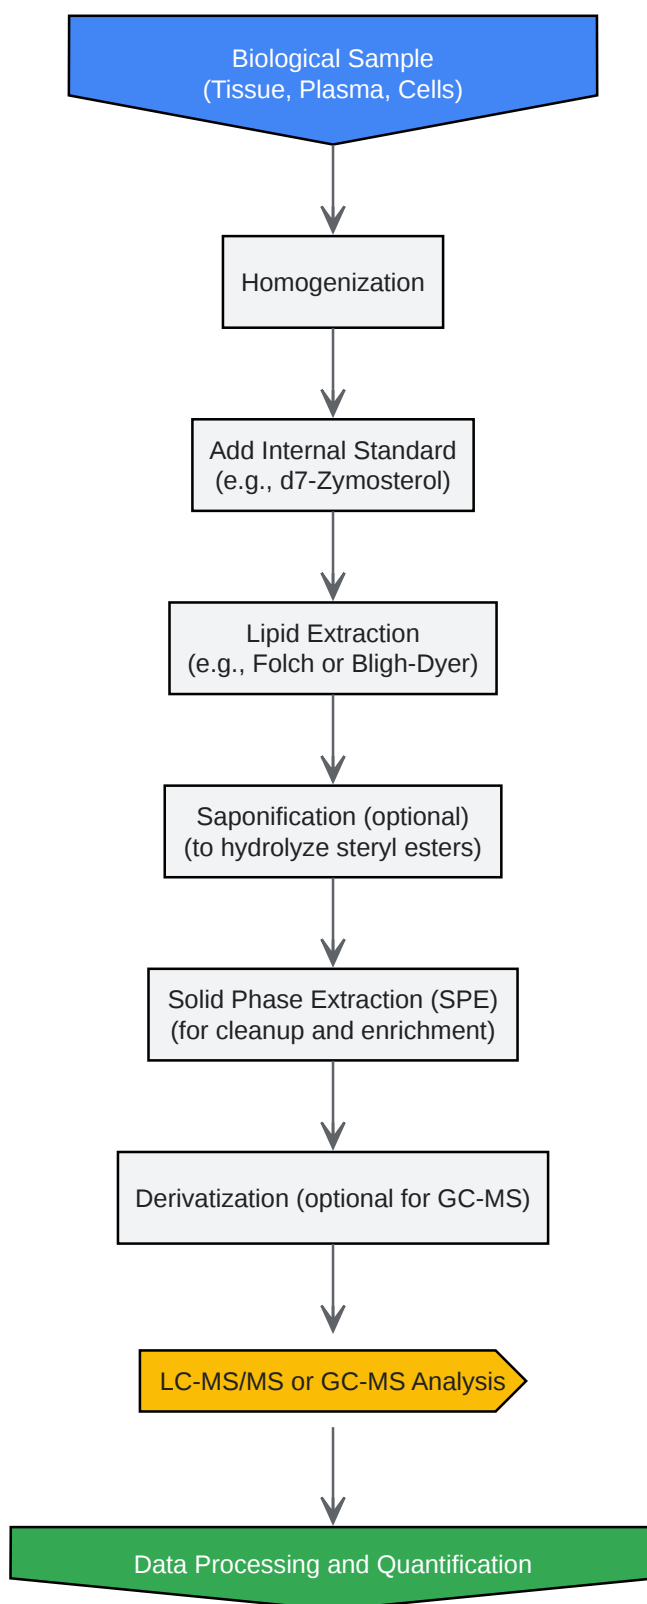 Biological Sample
(Tissue, Plasma, Cells)
Homogenization
Add Internal Standard
(e.g., d7-Zymosterol)
Lipid Extraction
(e.g., Folch or Bligh-Dyer)
Saponification (optional)
(to hydrolyze steryl esters)
Solid Phase Extraction (SPE)
(for cleanup and enrichment)
Derivatization (optional for GC-MS)
LC-MS/MS or GC-MS Analysis
Data Processing and Quantification